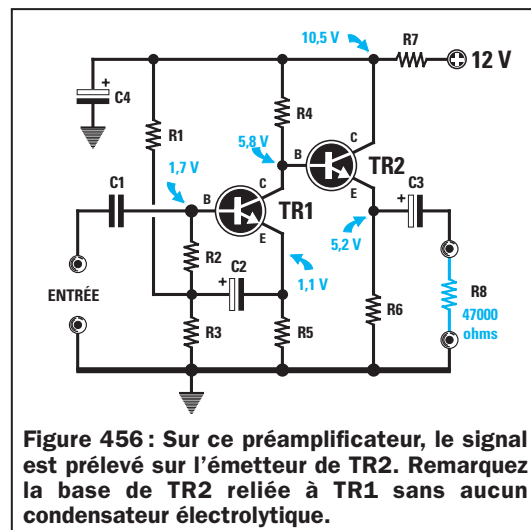 10,5 V
R7
12 V
+
C4
R1
R4
5,8 V
C
B
TR2
E
1,7 V
C1
B
C
TR1
E
+
C3
5,2 V
R2
C2
+
1,1 V
ENTRÉE
R3
R5
R6
R8
47000
ohms
Figure 456 : Sur ce préamplificateur, le signal
est prélevé sur l'émetteur de TR2. Remarquez
la base de TR2 reliée à TR1 sans aucun
condensateur électrolytique.